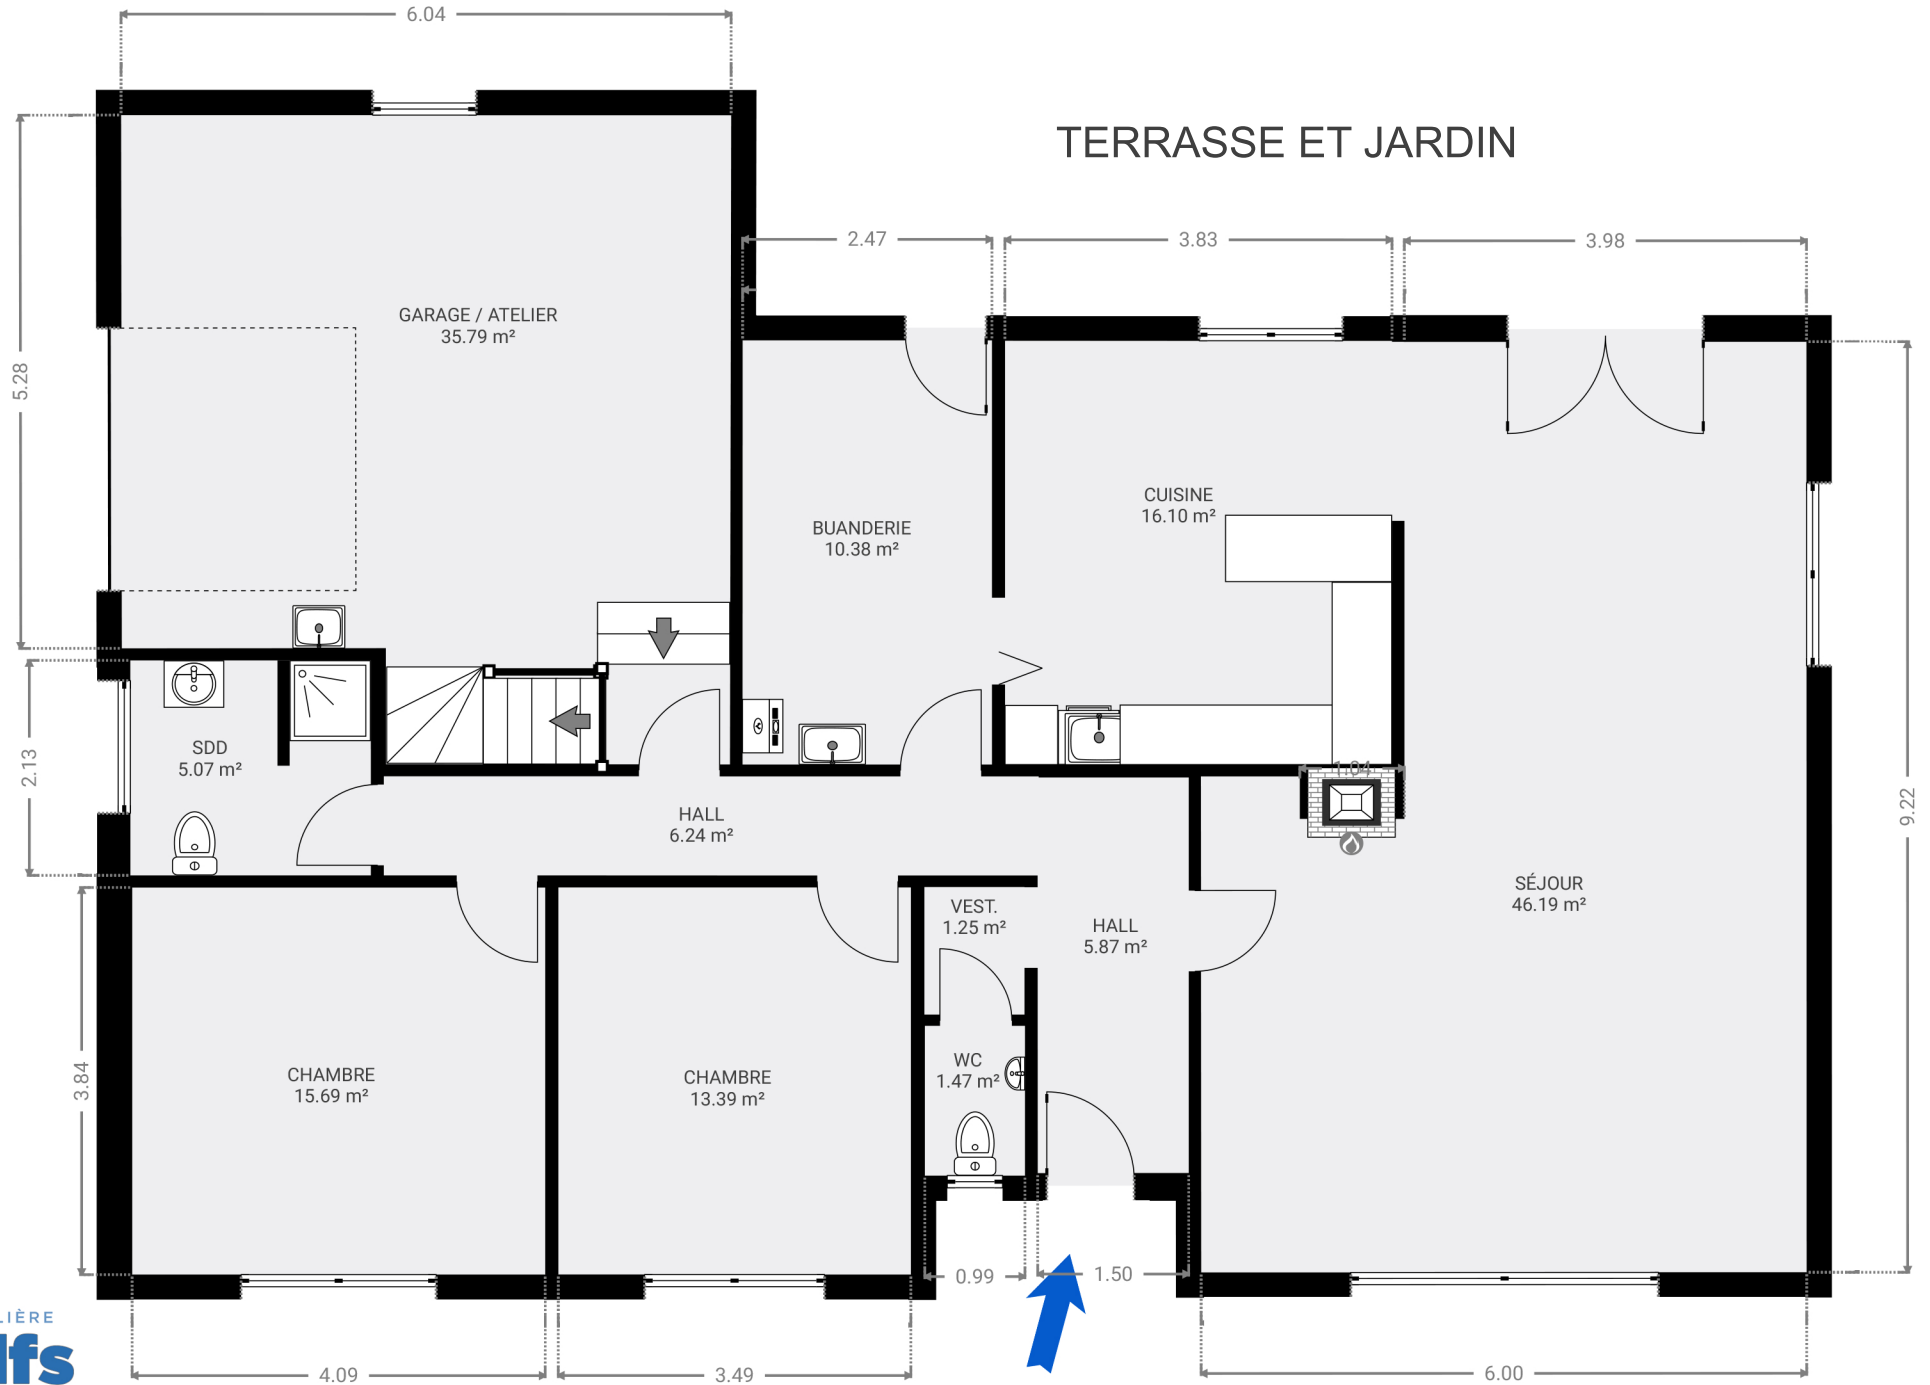 6.04
TERRASSE ET JARDIN
2.47
3.83
3.98
GARAGE / ATELIER
35.79 m²
5.28
CUISINE
16.10 m²
BUANDERIE
10.38 m²
SDD
5.07 m²
2.13
1.04
HALL
6.24 m²
9.22
SÉJOUR
46.19 m²
VEST.
1.25 m²
HALL
5.87 m²
3.84
CHAMBRE
15.69 m²
CHAMBRE
13.39 m²
WC
1.47 m²
0.99
1.50
LIÈRE
lfs
4.09
3.49
6.00